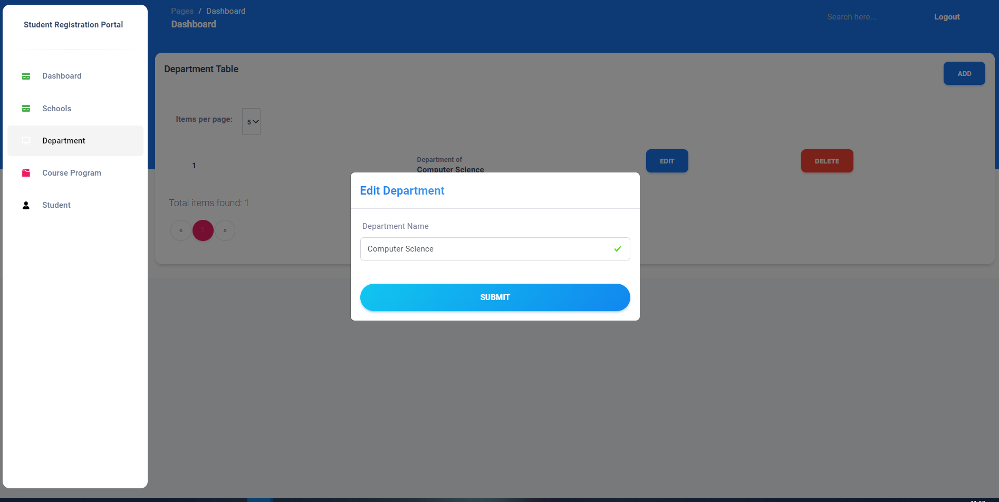 Student Registration Portal
Dashboard
Schools
Department
Course Program
Student
Pages / Dashboard
Dashboard
Search here...
Logout
Department Table
ADD
Items per page:
5
1
Department of
Computer Science
EDIT
DELETE
Total items found: 1
«
1
»
Edit Department
Department Name
Computer Science
SUBMIT